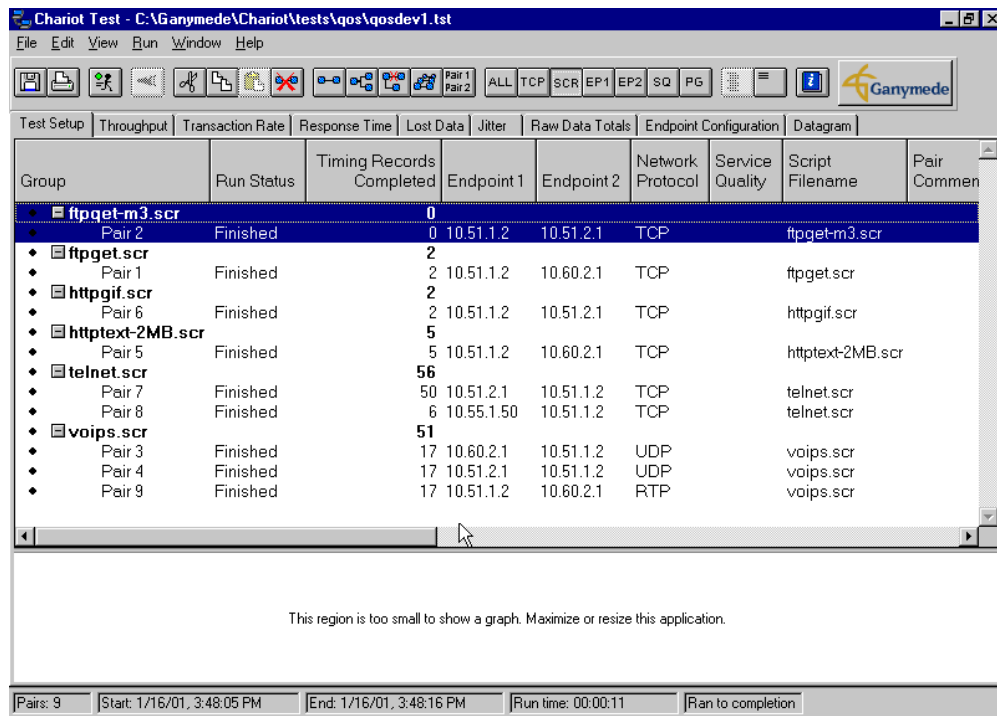 Chariot Test - C:\Ganymede\Chariot\tests\qos\qosdev1.tst
File Edit View Run Window Help
Pair 1 Pair 2 ALL TCP SCR EP1 EP2 SQ PG Ganymede
Test Setup Throughput Transaction Rate Response Time Lost Data Jitter Raw Data Totals Endpoint Configuration Datagram
Group Run Status Timing Records Completed Endpoint 1 Endpoint 2 Network Protocol Service Quality Script Filename Pair Commen
ftpget-m3.scr 0
Pair 2 Finished 0 10.51.1.2 10.51.2.1 TCP ftpget-m3.scr
ftpget.scr 2
Pair 1 Finished 2 10.51.1.2 10.60.2.1 TCP ftpget.scr
httpgif.scr 2
Pair 6 Finished 2 10.51.1.2 10.51.2.1 TCP httpgif.scr
httptext-2MB.scr 5
Pair 5 Finished 5 10.51.1.2 10.60.2.1 TCP httptext-2MB.scr
telnet.scr 56
Pair 7 Finished 50 10.51.2.1 10.51.1.2 TCP telnet.scr
Pair 8 Finished 6 10.55.1.50 10.51.1.2 TCP telnet.scr
voips.scr 51
Pair 3 Finished 17 10.60.2.1 10.51.1.2 UDP voips.scr
Pair 4 Finished 17 10.51.2.1 10.51.1.2 UDP voips.scr
Pair 9 Finished 17 10.51.1.2 10.60.2.1 RTP voips.scr
This region is too small to show a graph. Maximize or resize this application.
Pairs: 9 Start: 1/16/01, 3:48:05 PM End: 1/16/01, 3:48:16 PM Run time: 00:00:11 Ran to completion